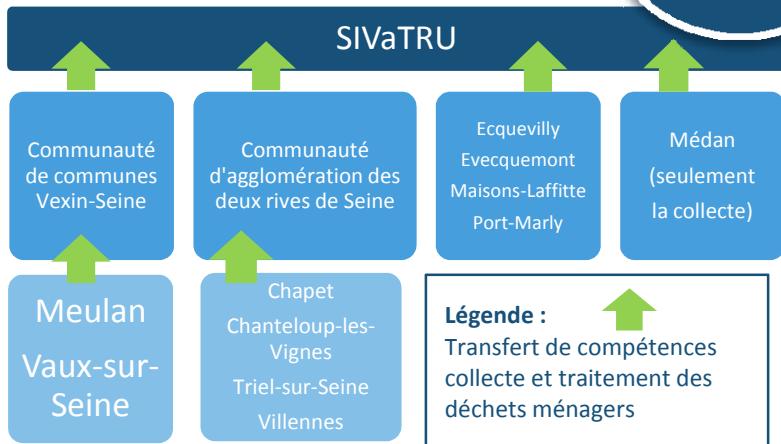 SIVaTRU
Communauté
de communes
Vexin-Seine
Communauté
d'agglomération des
deux rives de Seine
Ecquevilly
Evecquemont
Maisons-Laffitte
Port-Marly
Médan
(seulement
la collecte)
Meulan
Vaux-sur-
Seine
Chapet
Chanteloup-les-
Vignes
Triel-sur-Seine
Villennes
Légende :
Transfert de compétences
collecte et traitement des
déchets ménagers